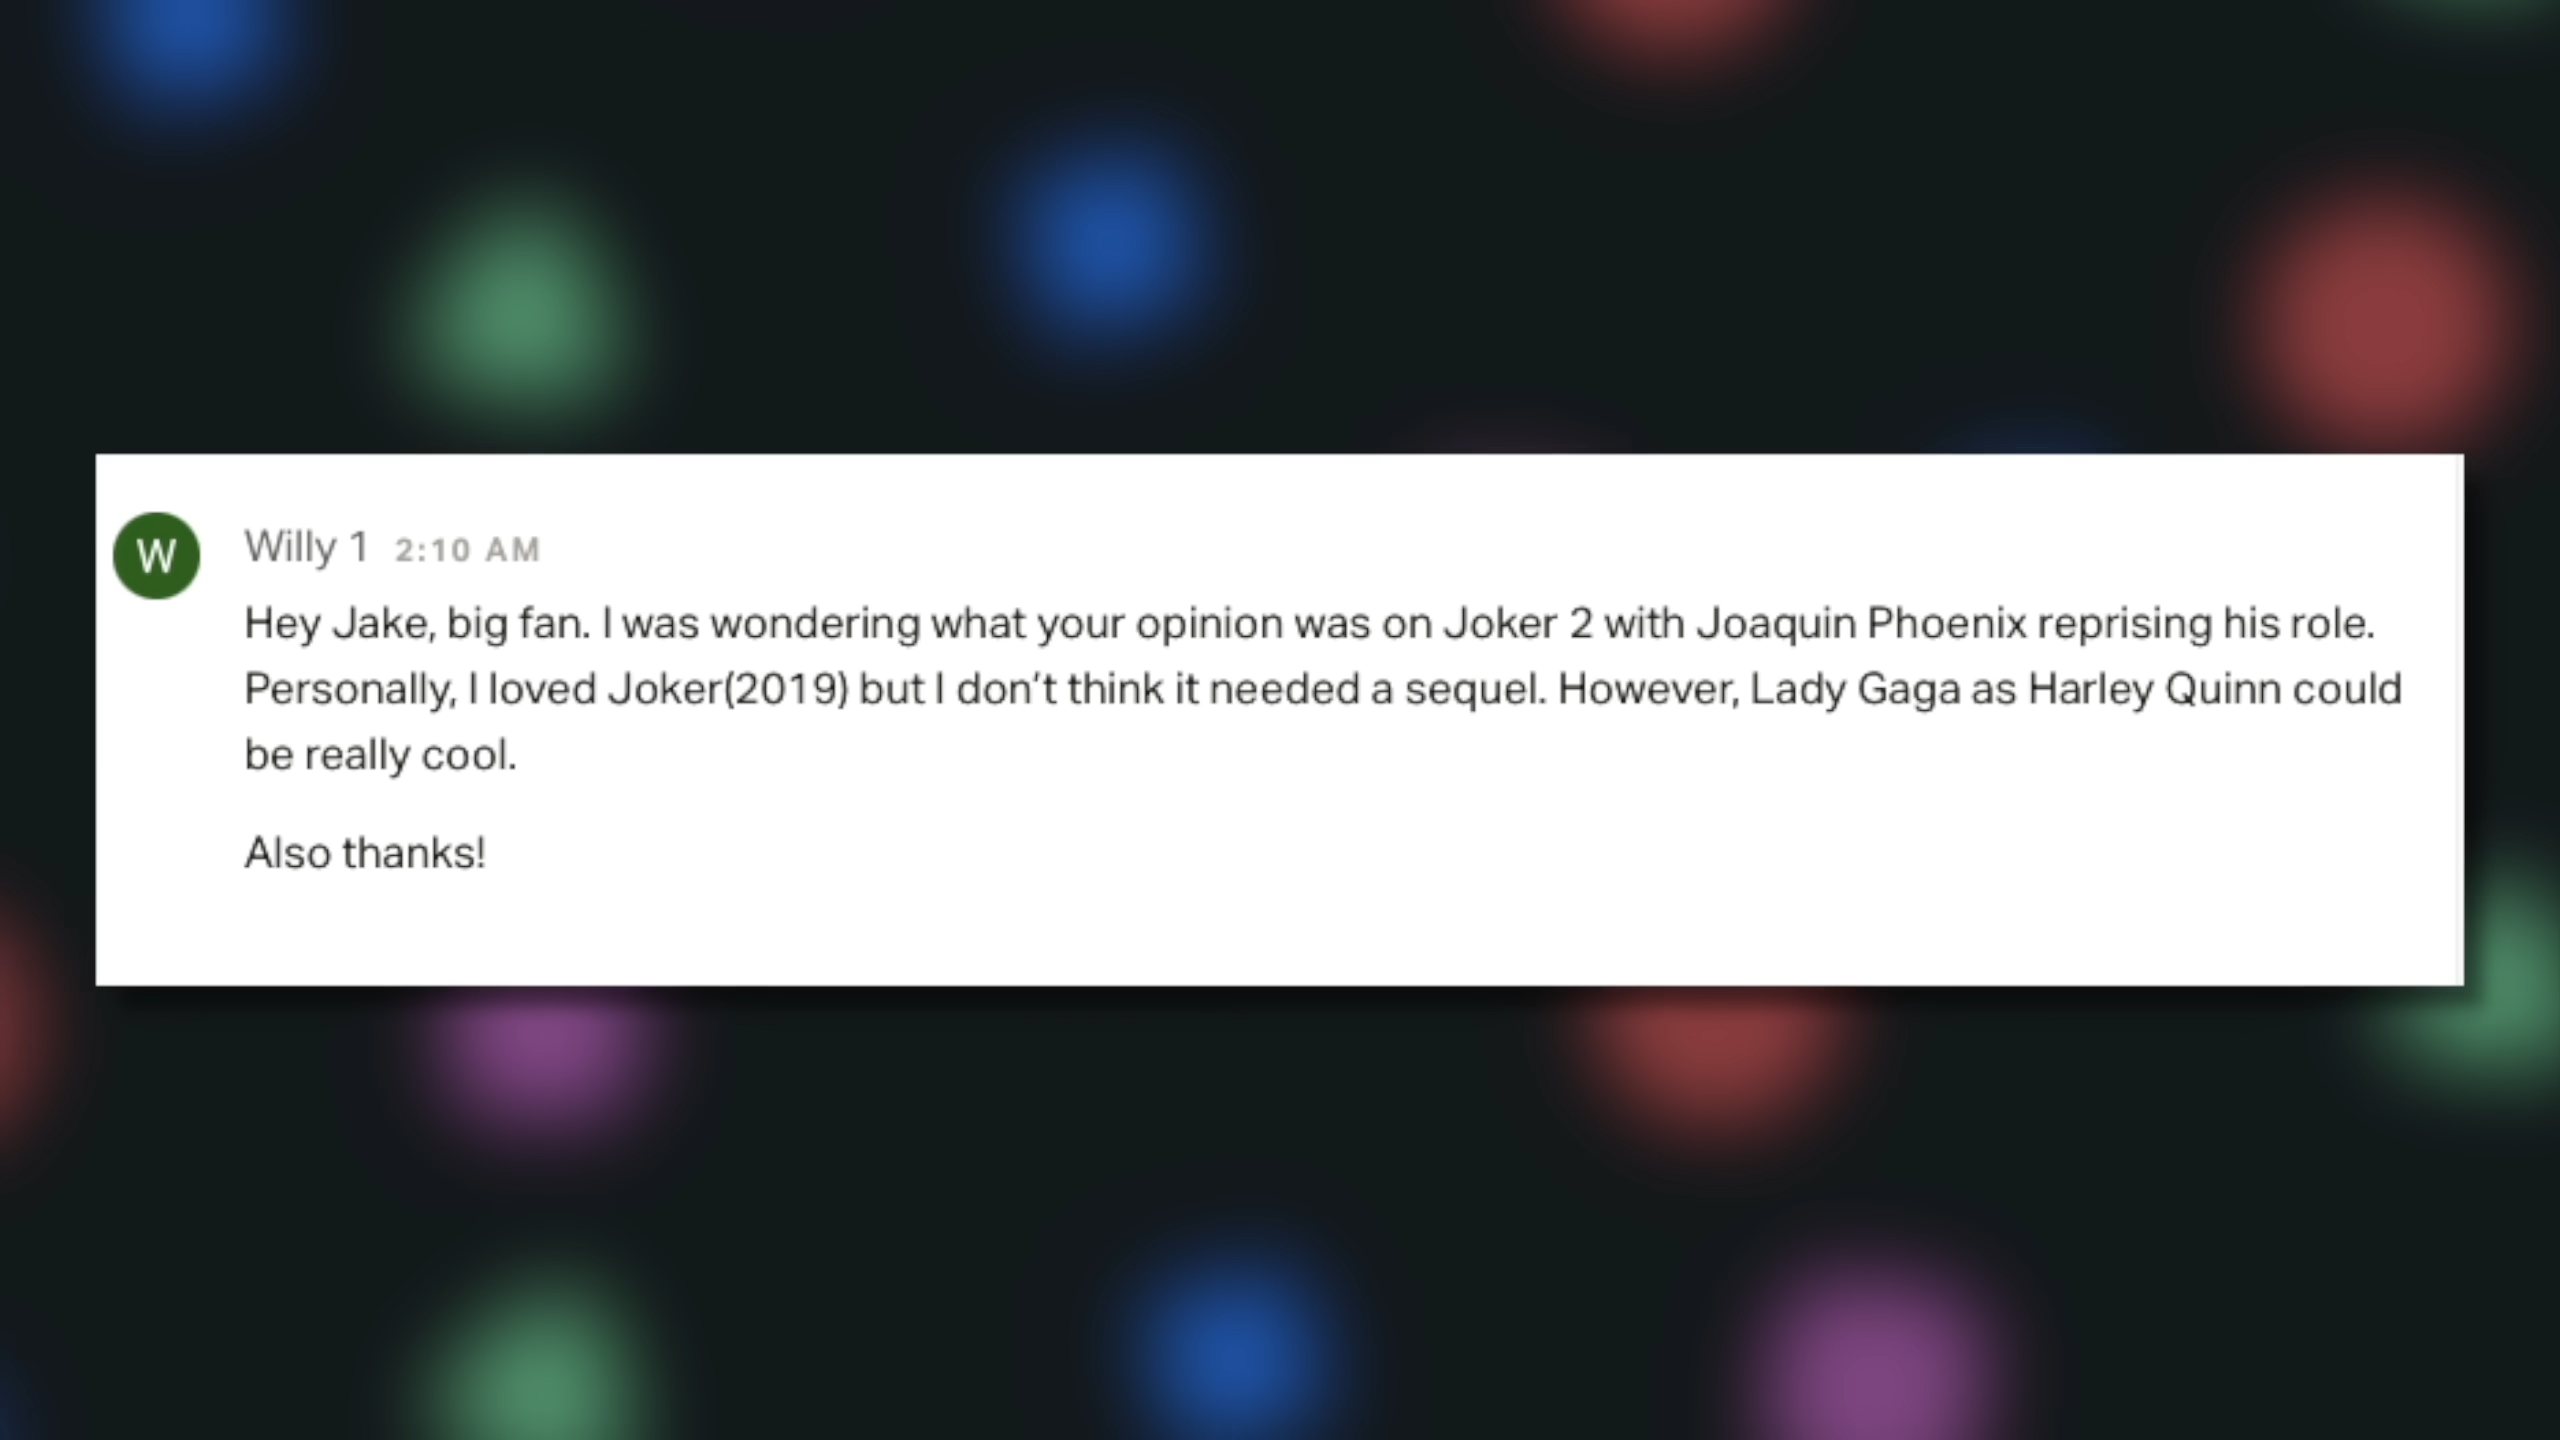 W
Willy 1 2:10 AM
Hey Jake, big fan. I was wondering what your opinion was on Joker 2 with Joaquin Phoenix reprising his role.
Personally, I loved Joker(2019) but I don’t think it needed a sequel. However, Lady Gaga as Harley Quinn could
be really cool.
Also thanks!